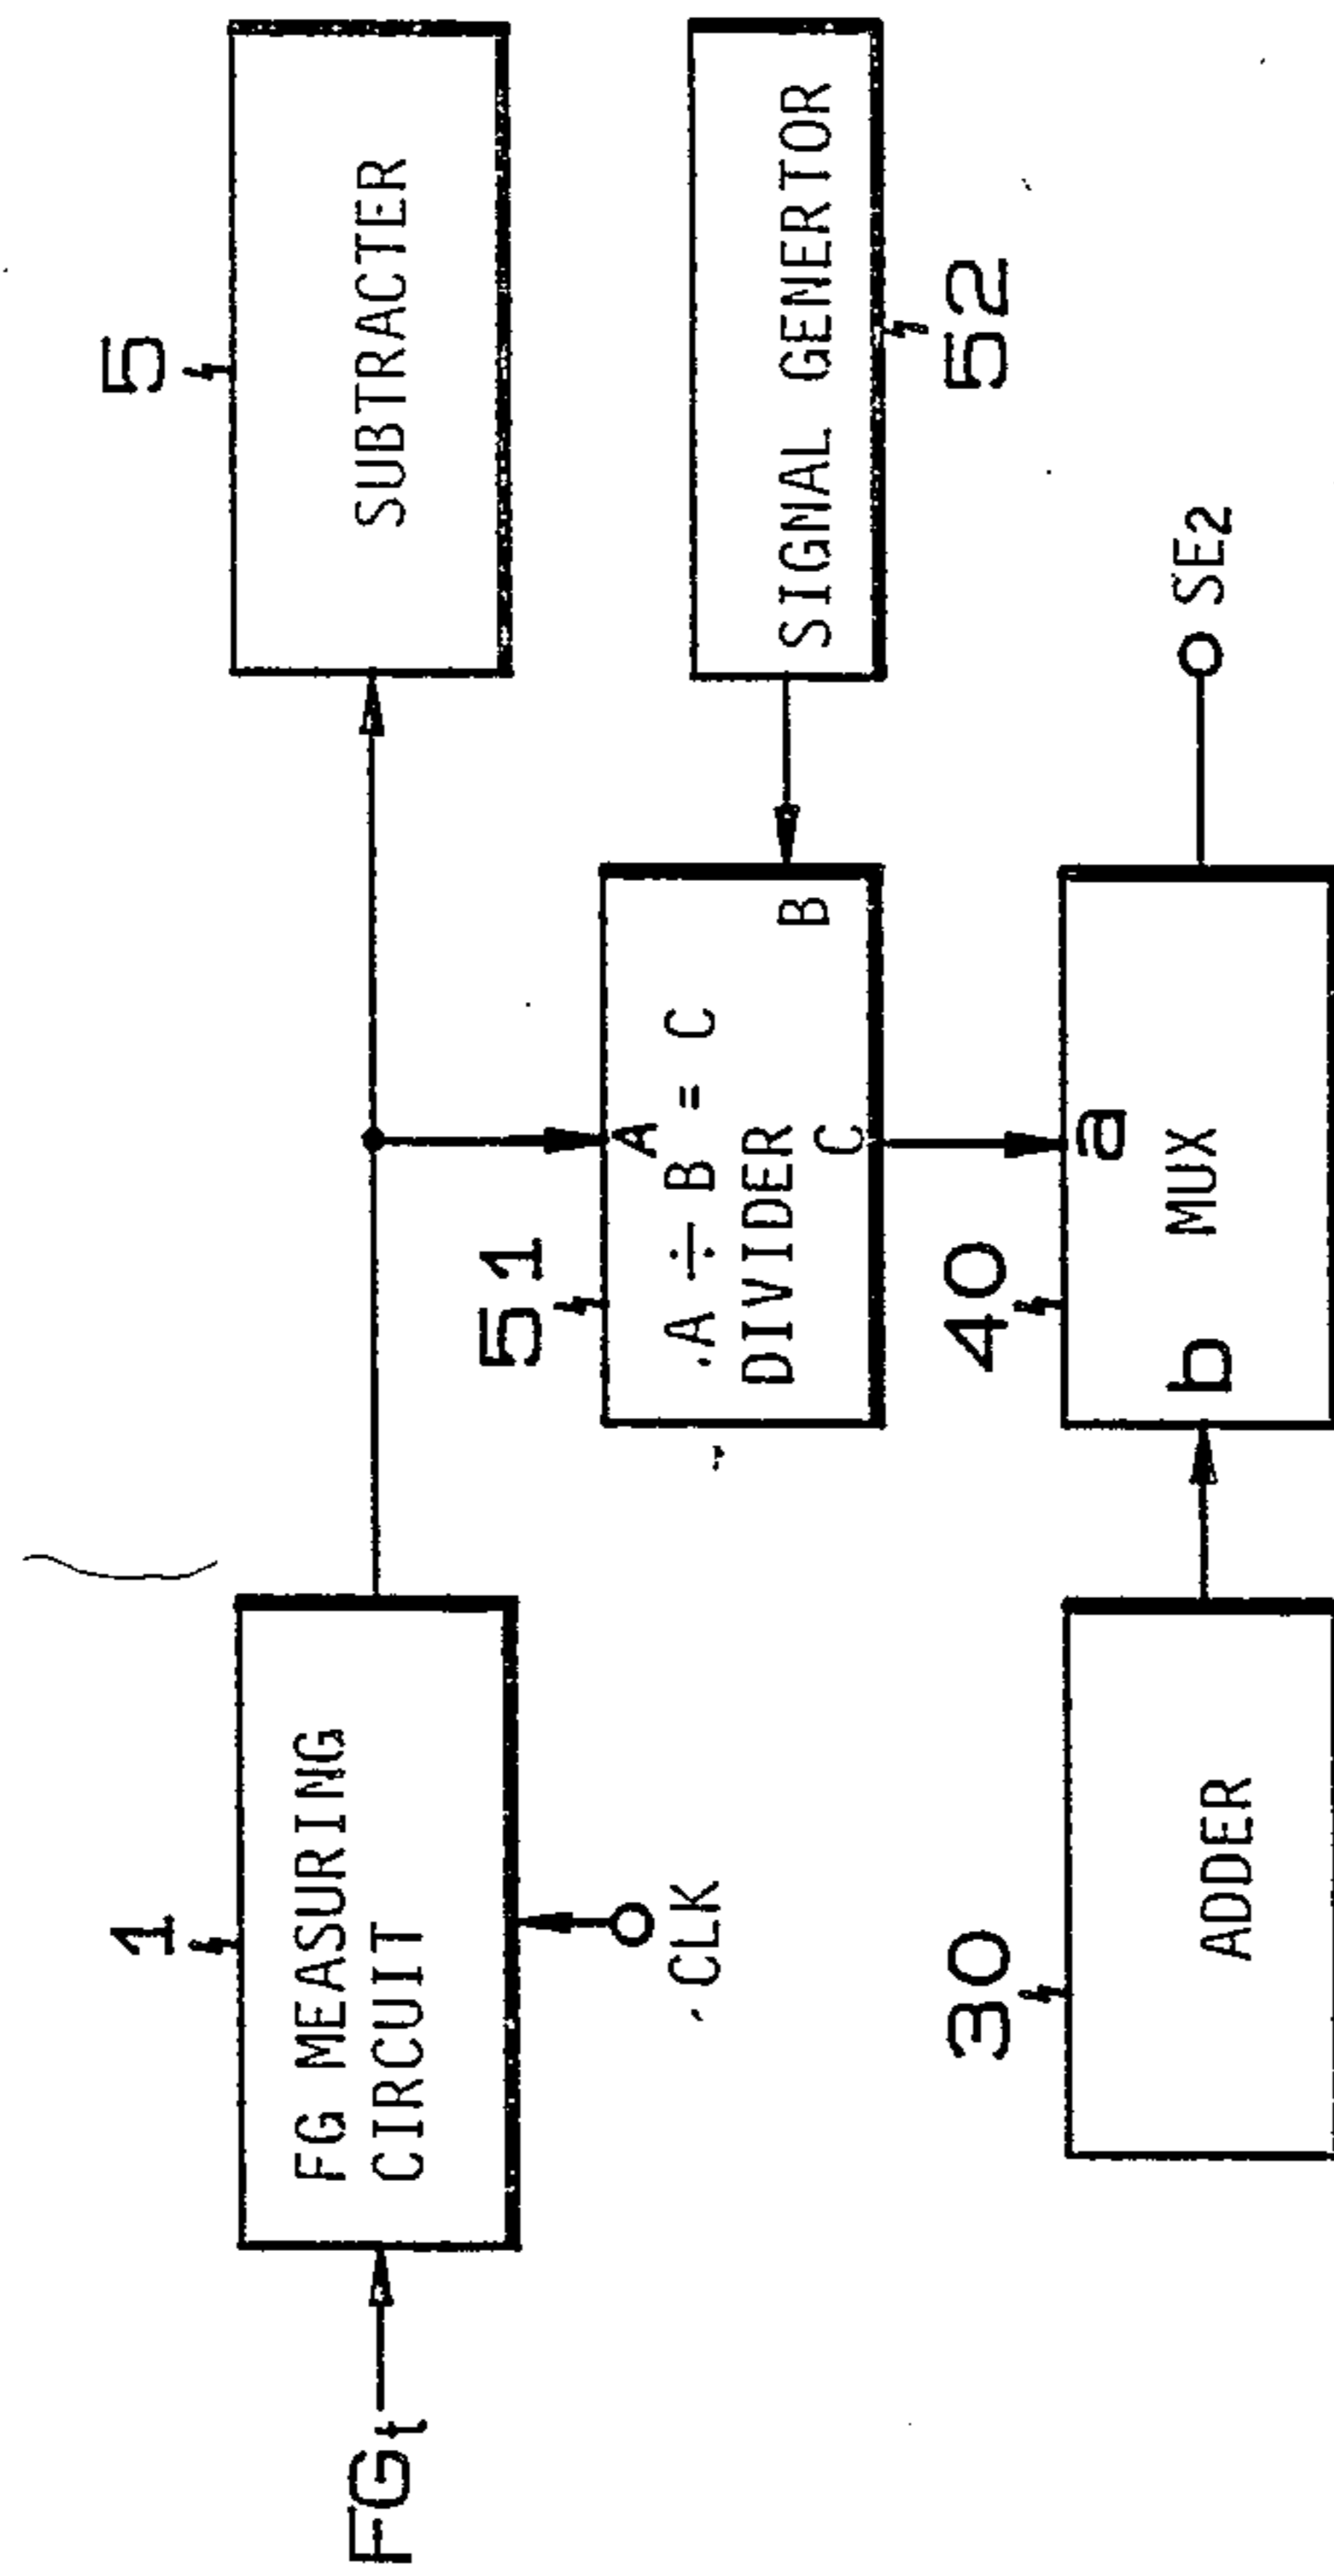 1
5
FGt
FG MEASURING
CIRCUIT
SUBTRACTER
CLK
51
A
A ÷ B = C
DIVIDER
B
C
SIGNAL GENERTOR
52
30
ADDER
40
a
b
MUX
SE2